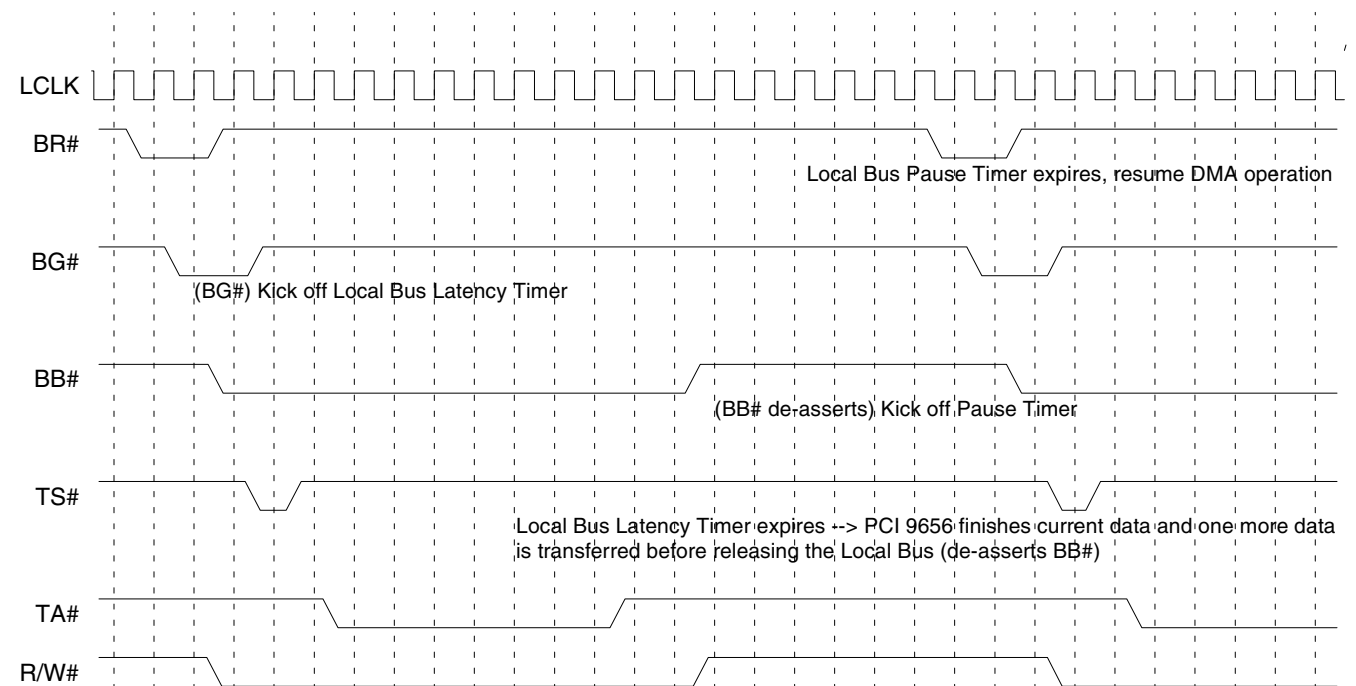 LCLK
BR#
Local Bus Pause Timer expires, resume DMA operation
BG#
(BG#) Kick off Local Bus Latency Timer
BB#
(BB# de-asserts) Kick off Pause Timer
TS#
Local Bus Latency Timer expires --> PCI 9656 finishes current data and one more data
is transferred before releasing the Local Bus (de-asserts BB#)
TA#
R/W#